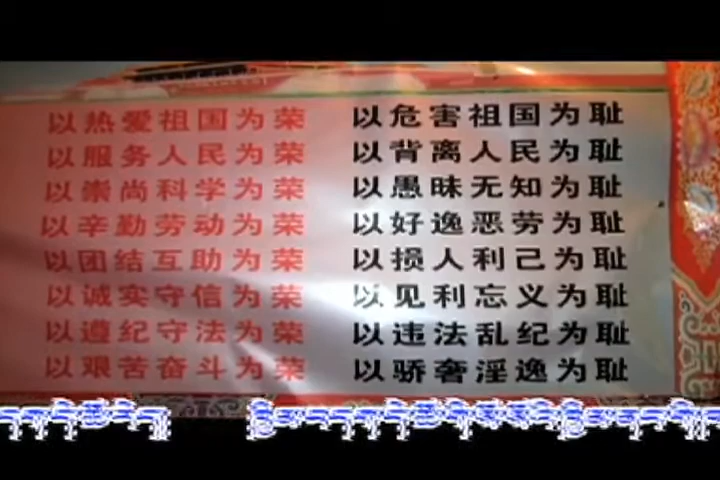 以热爱祖国为荣 以危害祖国为耻
以服务人民为荣 以背离人民为耻
以崇尚科学为荣 以愚昧无知为耻
以辛勤劳动为荣 以好逸恶劳为耻
以团结互助为荣 以损人利己为耻
以诚实守信为荣 以见利忘义为耻
以遵纪守法为荣 以违法乱纪为耻
以艰苦奋斗为荣 以骄奢淫逸为耻